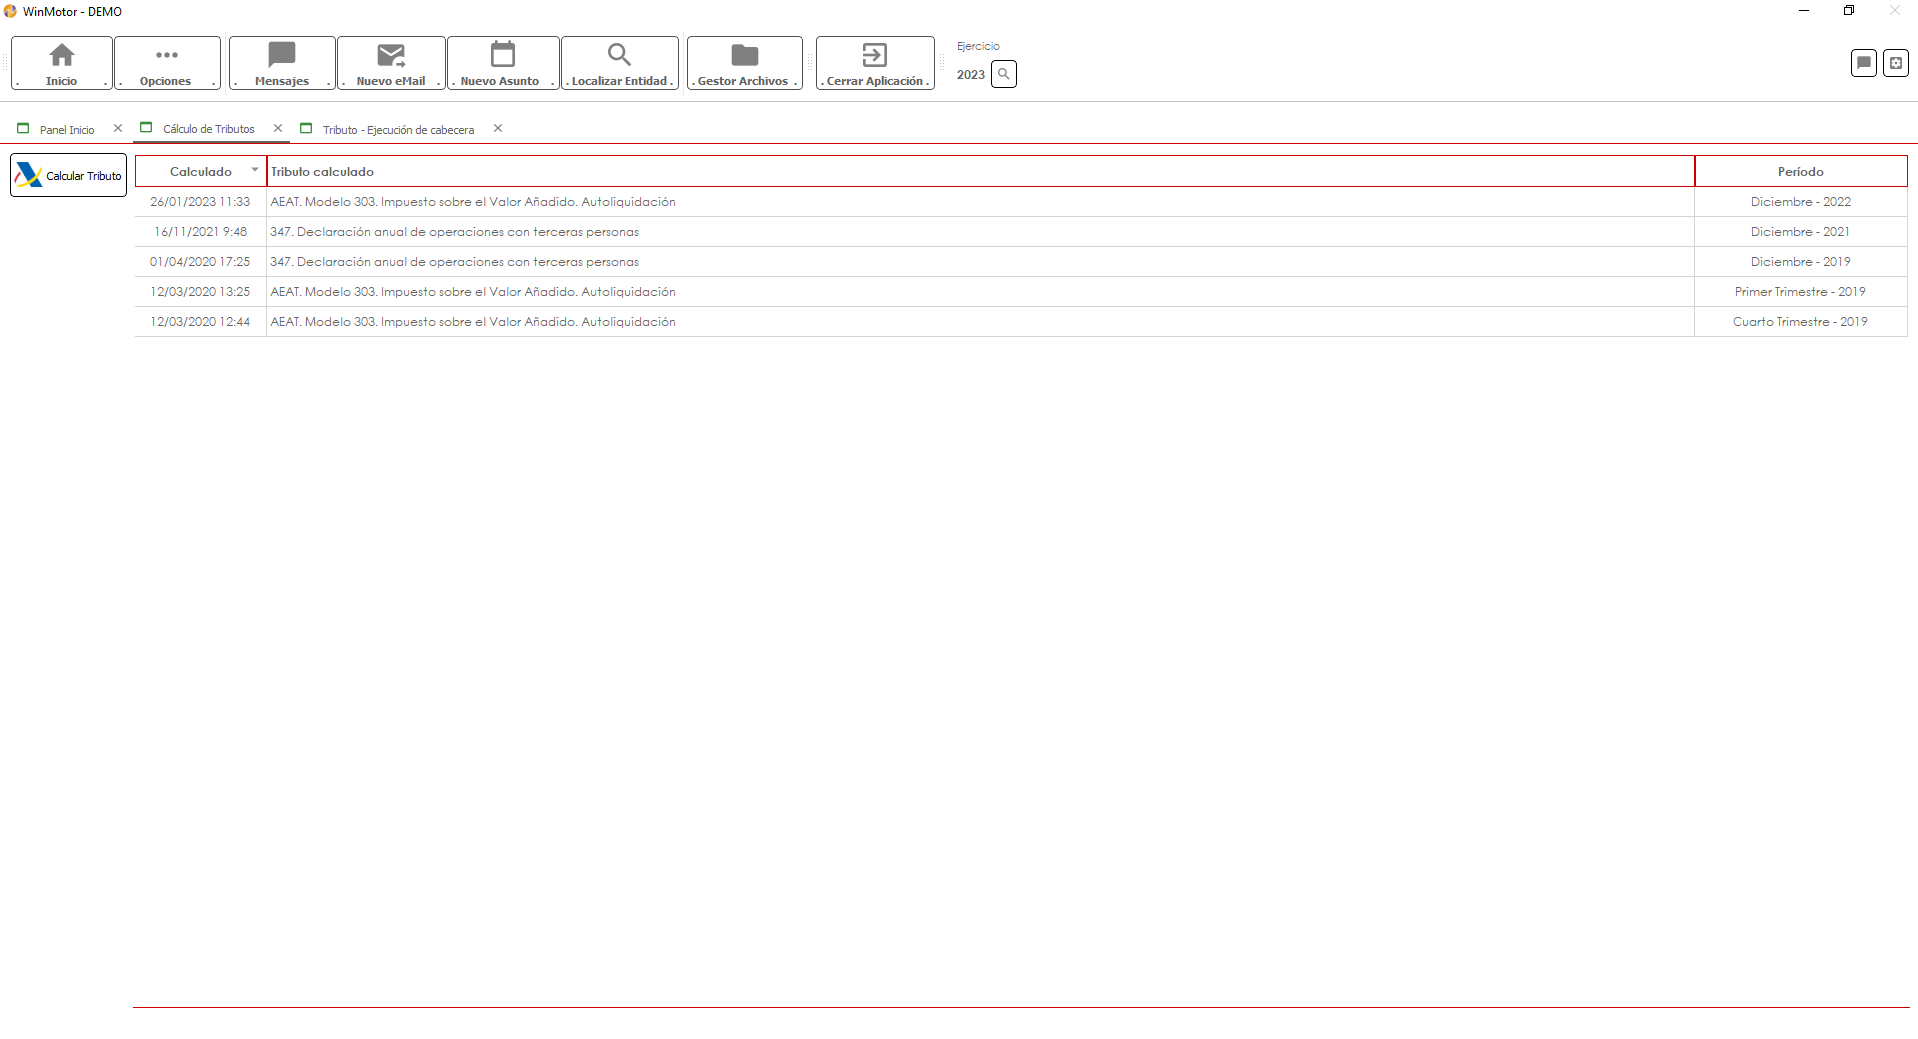 WinMotor - DEMO
. Inicio . . Opciones . . Mensajes . . Nuevo eMail . . Nuevo Asunto . . Localizar Entidad . . Gestor Archivos . . Cerrar Aplicación .
Ejercicio
2023
Panel Inicio Cálculo de Tributos Tributo - Ejecución de cabecera
Calcular Tributo
Calculado Tributo calculado Período
26/01/2023 11:33 AEAT. Modelo 303. Impuesto sobre el Valor Añadido. Autoliquidación Diciembre - 2022
16/11/2021 9:48 347. Declaración anual de operaciones con terceras personas Diciembre - 2021
01/04/2020 17:25 347. Declaración anual de operaciones con terceras personas Diciembre - 2019
12/03/2020 13:25 AEAT. Modelo 303. Impuesto sobre el Valor Añadido. Autoliquidación Primer Trimestre - 2019
12/03/2020 12:44 AEAT. Modelo 303. Impuesto sobre el Valor Añadido. Autoliquidación Cuarto Trimestre - 2019